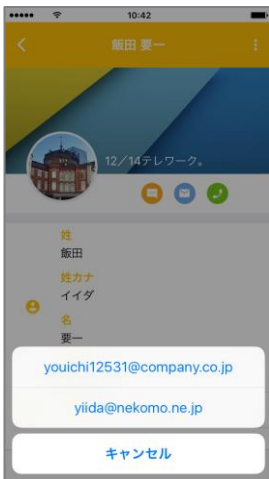 10:42
飯田 要一
12/14テレワーク。
姓
飯田
姓カナ
イイダ
名
要一
youichi12531@company.co.jp
yiida@nekomo.ne.jp
キャンセル